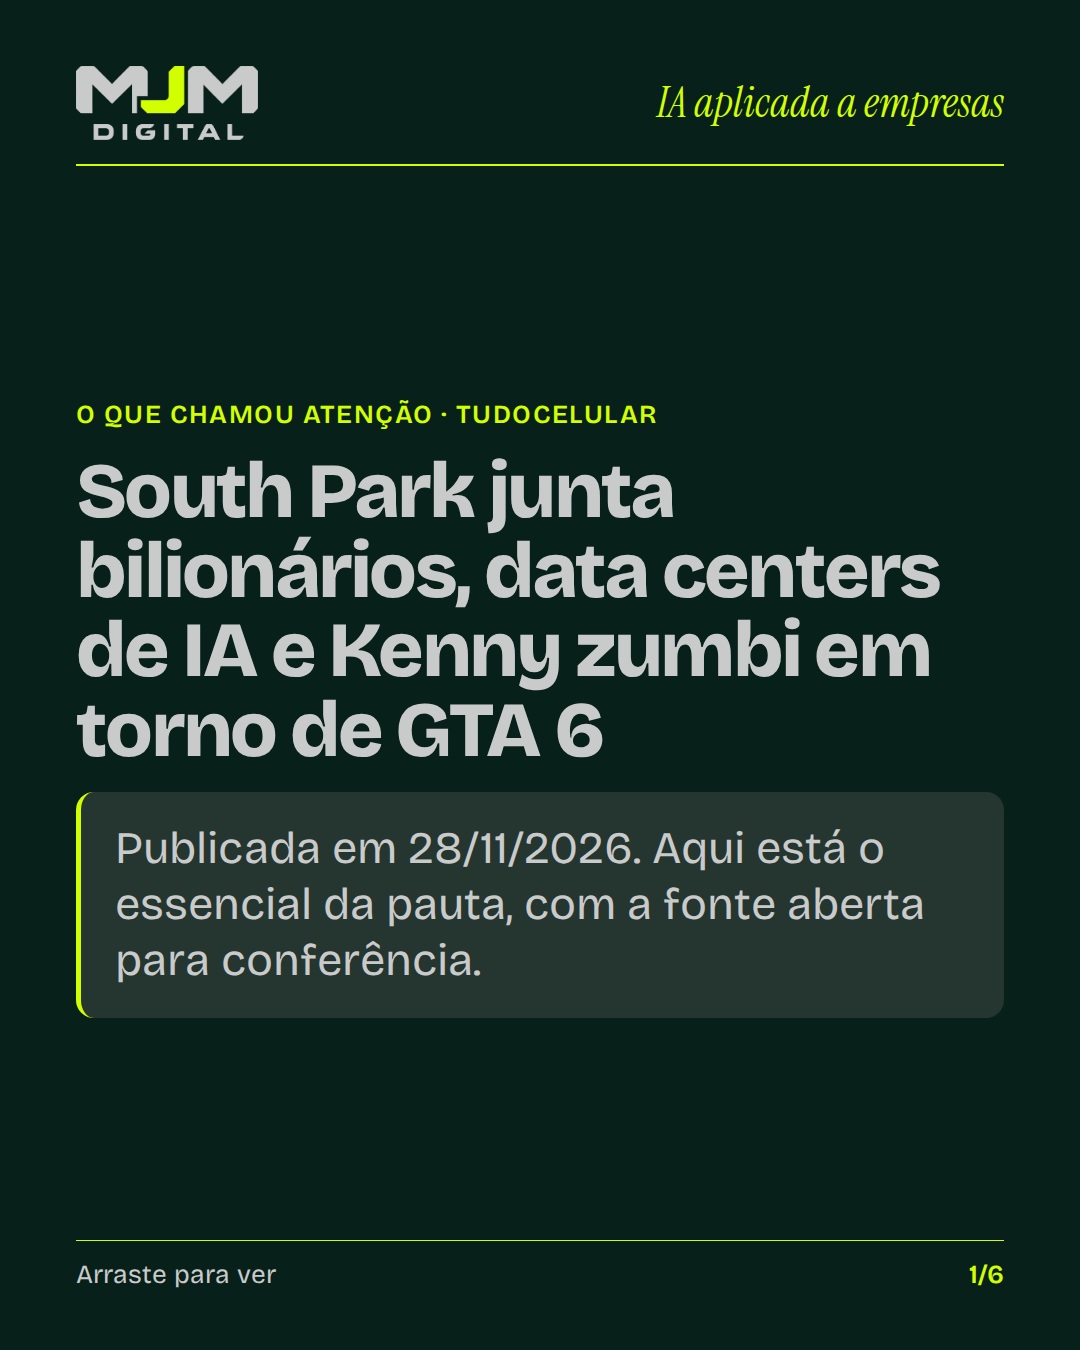 MJM
DIGITAL
IA aplicada a empresas
O QUE CHAMOU ATENÇÃO · TUDOCELULAR
South Park junta
bilionários, data centers
de IA e Kenny zumbi em
torno de GTA 6
Publicada em 28/11/2026. Aqui está o
essencial da pauta, com a fonte aberta
para conferência.
Arraste para ver
1/6